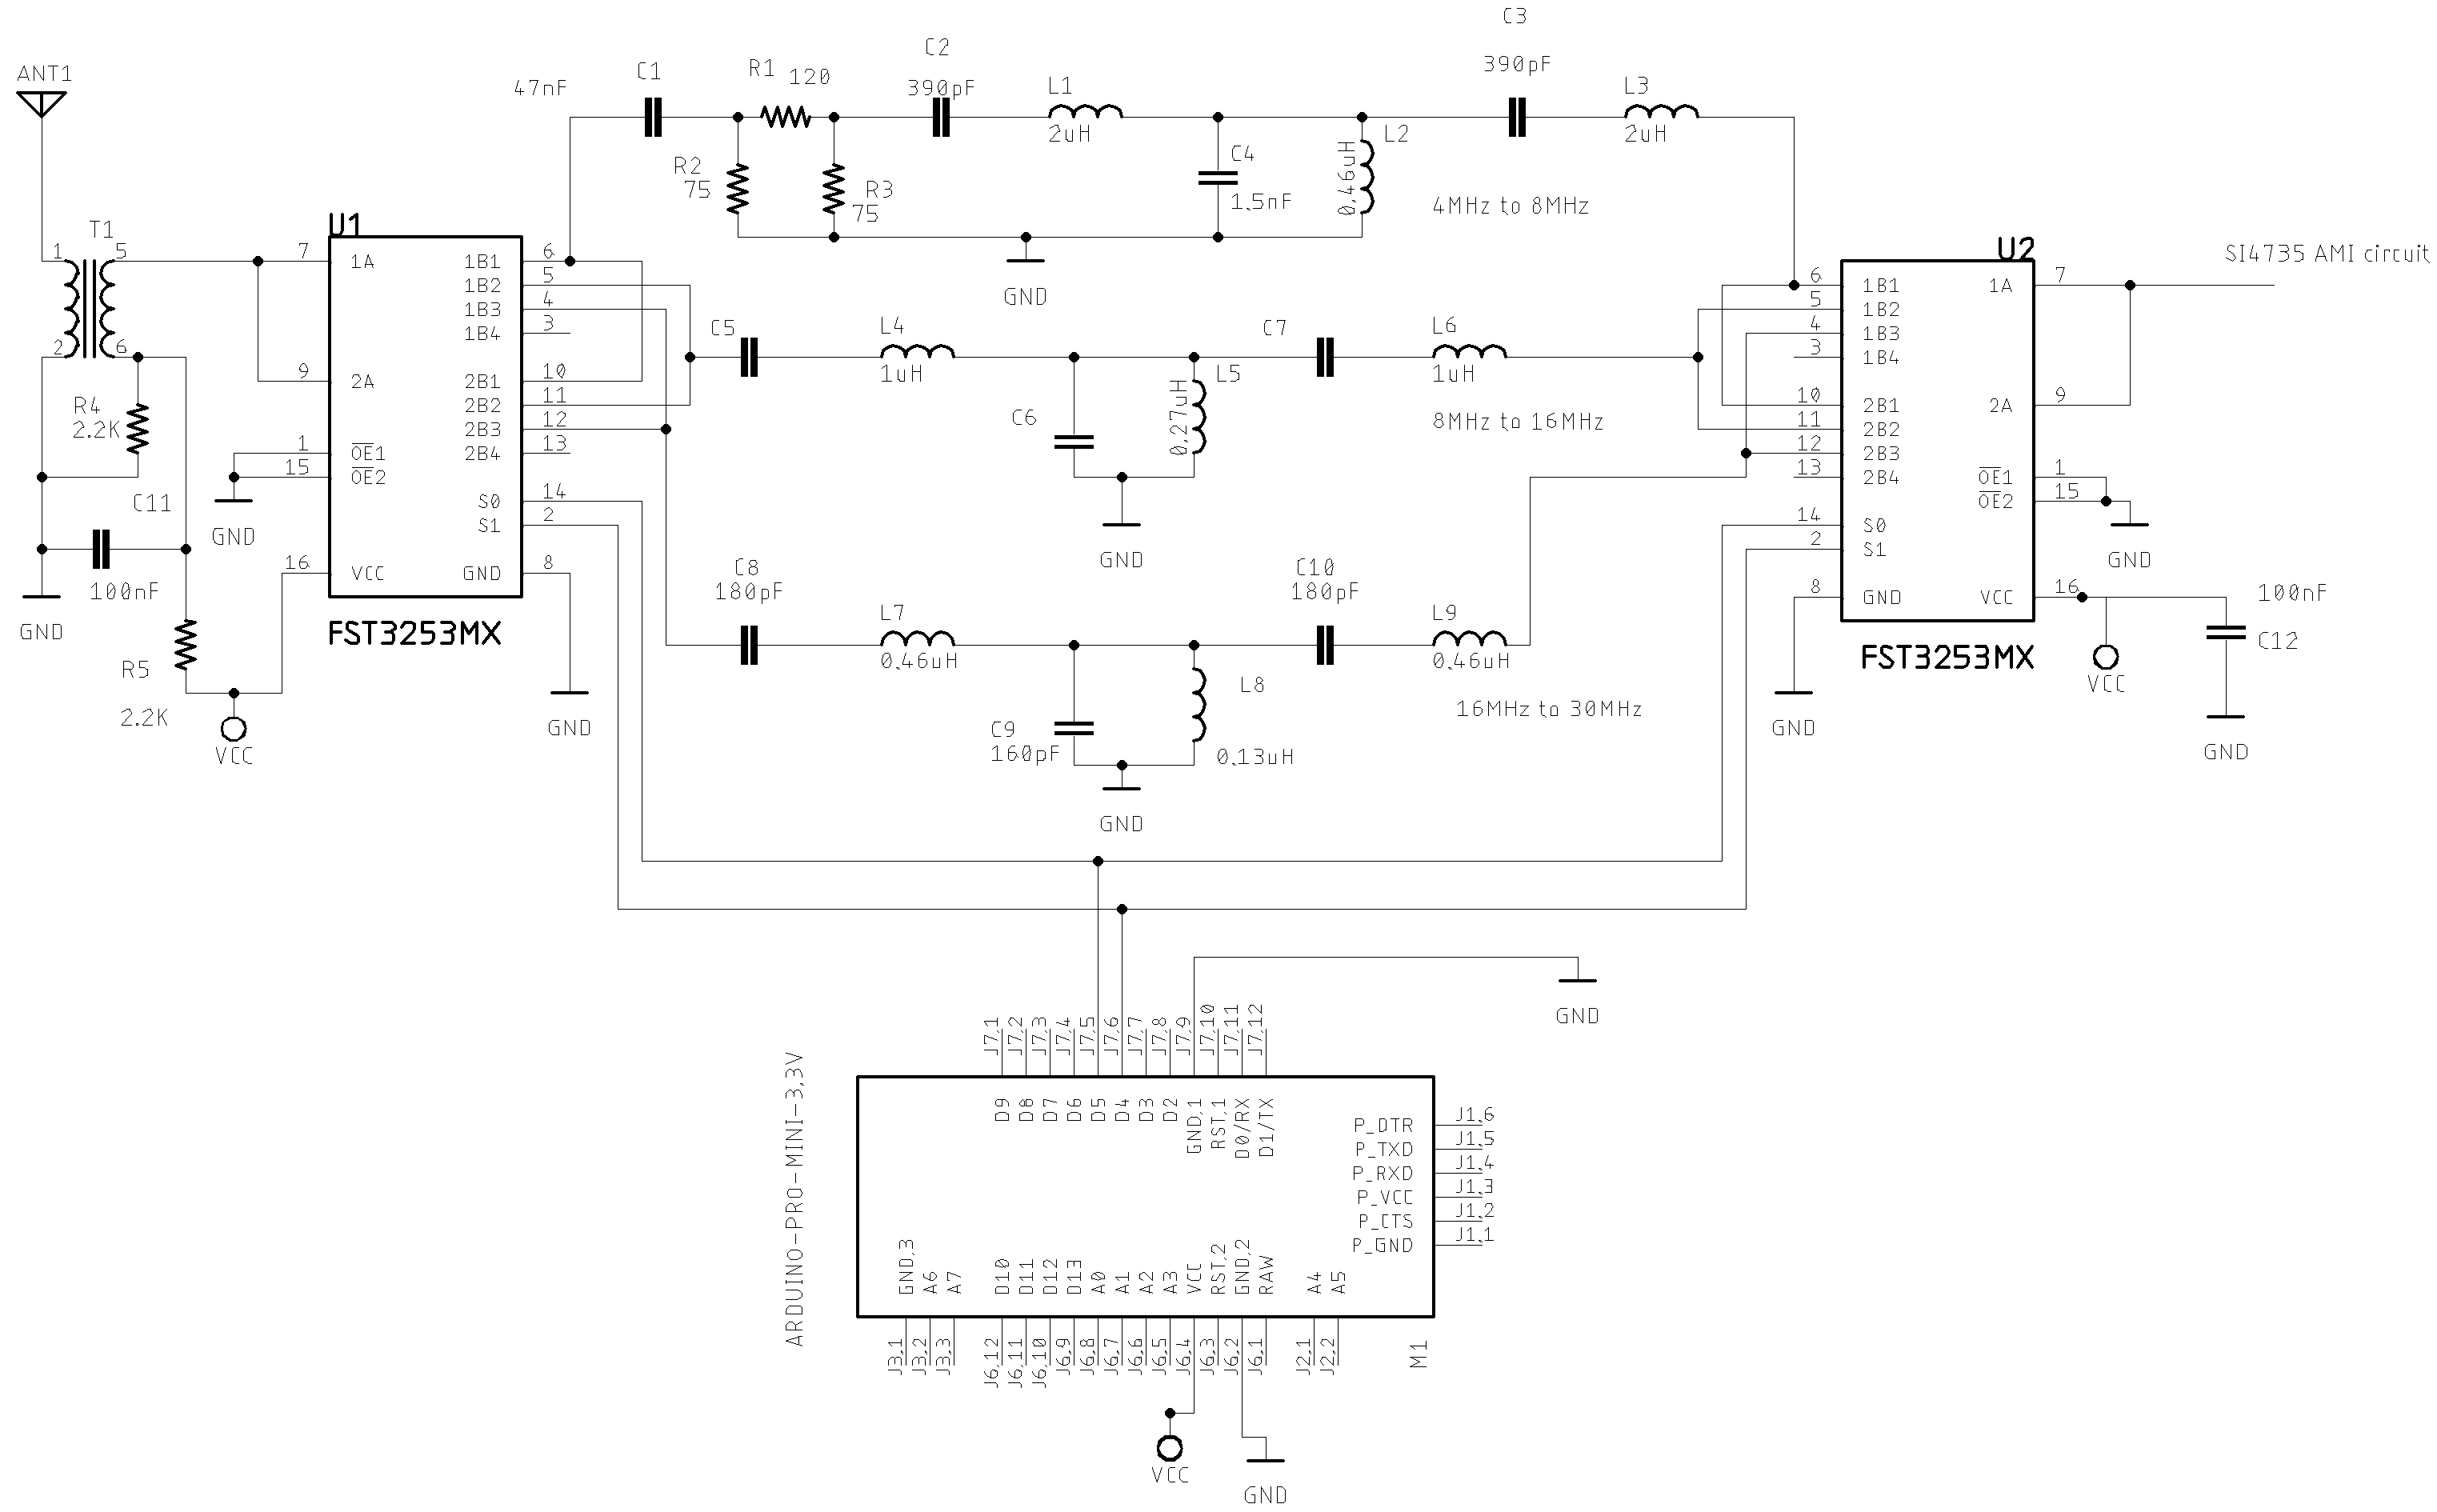 C3
C2
390pF
ANT1
C1
R1
120
47nF
390pF
L1
2uH
L3
2uH
R2
75
R3
75
C4
1,5nF
0,46uH
L2
4MHz to 8MHz
GND
T1
1
5
2
6
U1
7
1A
1B1
6
1B2
5
1B3
4
1B4
3
9
2A
2B1
10
2B2
11
2B3
12
2B4
13
1
OE1
15
OE2
S0
14
S1
2
16
VCC
GND
8
FST3253MX
GND
R4
2.2K
C11
100nF
GND
GND
R5
2.2K
VCC
C5
L4
1uH
C6
0,27uH
L5
C7
L6
1uH
8MHz to 16MHz
GND
C8
180pF
L7
0,46uH
C9
160pF
L8
0,13uH
C10
180pF
L9
0,46uH
16MHz to 30MHz
GND
U2
SI4735 AMI circuit
6
1B1
1A
7
5
1B2
4
1B3
3
1B4
10
2B1
2A
9
11
2B2
12
2B3
13
2B4
OE1
1
OE2
15
14
S0
2
S1
8
GND
VCC
16
FST3253MX
GND
GND
VCC
100nF
C12
GND
GND
J7,1
J7,2
J7,3
J7,4
J7,5
J7,6
J7,7
J7,8
J7,9
J7,10
J7,11
J7,12
D9
D8
D7
D6
D5
D4
D3
D2
GND,1
RST,1
D0/RX
D1/TX
ARDUINO-PRO-MINI-3,3V
P_DTR
J1,6
P_TXD
J1,5
P_RXD
J1,4
P_VCC
J1,3
P_CTS
J1,2
P_GND
J1,1
GND,3
A6
A7
D10
D11
D12
D13
A0
A1
A2
A3
VCC
RST,2
GND,2
RAW
A4
A5
J3,1
J3,2
J3,3
J6,12
J6,11
J6,10
J6,9
J6,8
J6,7
J6,6
J6,5
J6,4
J6,3
J6,2
J6,1
J2,1
J2,2
M1
VCC
GND